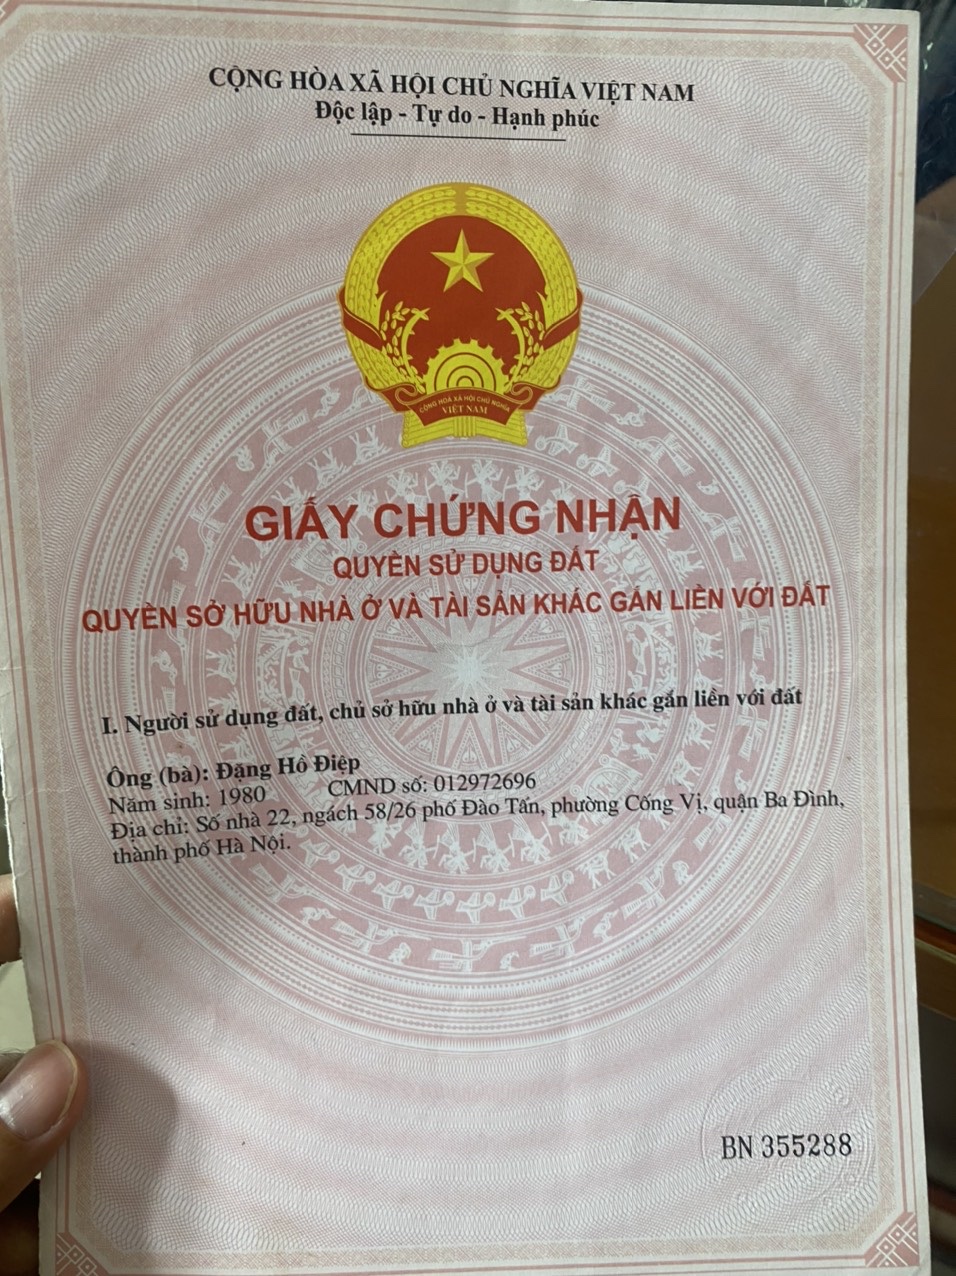 CỘNG HÒA XÃ HỘI CHỦ NGHĨA VIỆT NAM
Độc lập - Tự do - Hạnh phúc
CỘNG HOÀ XÃ HỘI CHỦ NGHĨA
VIỆT NAM
GIẤY CHỨNG NHẬN
QUYỀN SỬ DỤNG ĐẤT
QUYỀN SỞ HỮU NHÀ Ở VÀ TÀI SẢN KHÁC GẮN LIỀN VỚI ĐẤT
I. Người sử dụng đất, chủ sở hữu nhà ở và tài sản khác gắn liền với đất
Ông (bà): Đặng Hồ Điệp
Năm sinh: 1980 CMND số: 012972696
Địa chỉ: Số nhà 22, ngách 58/26 phố Đào Tấn, phường Cống Vị, quận Ba Đình,
thành phố Hà Nội.
BN 355288